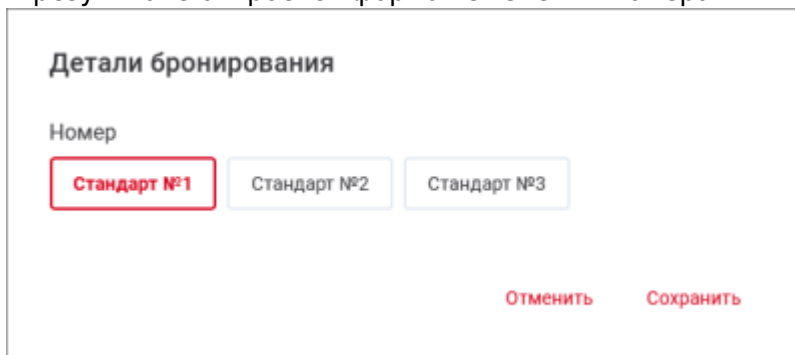 Детали бронирования
Номер
Стандарт №1 Стандарт №2 Стандарт №3
Отменить Сохранить